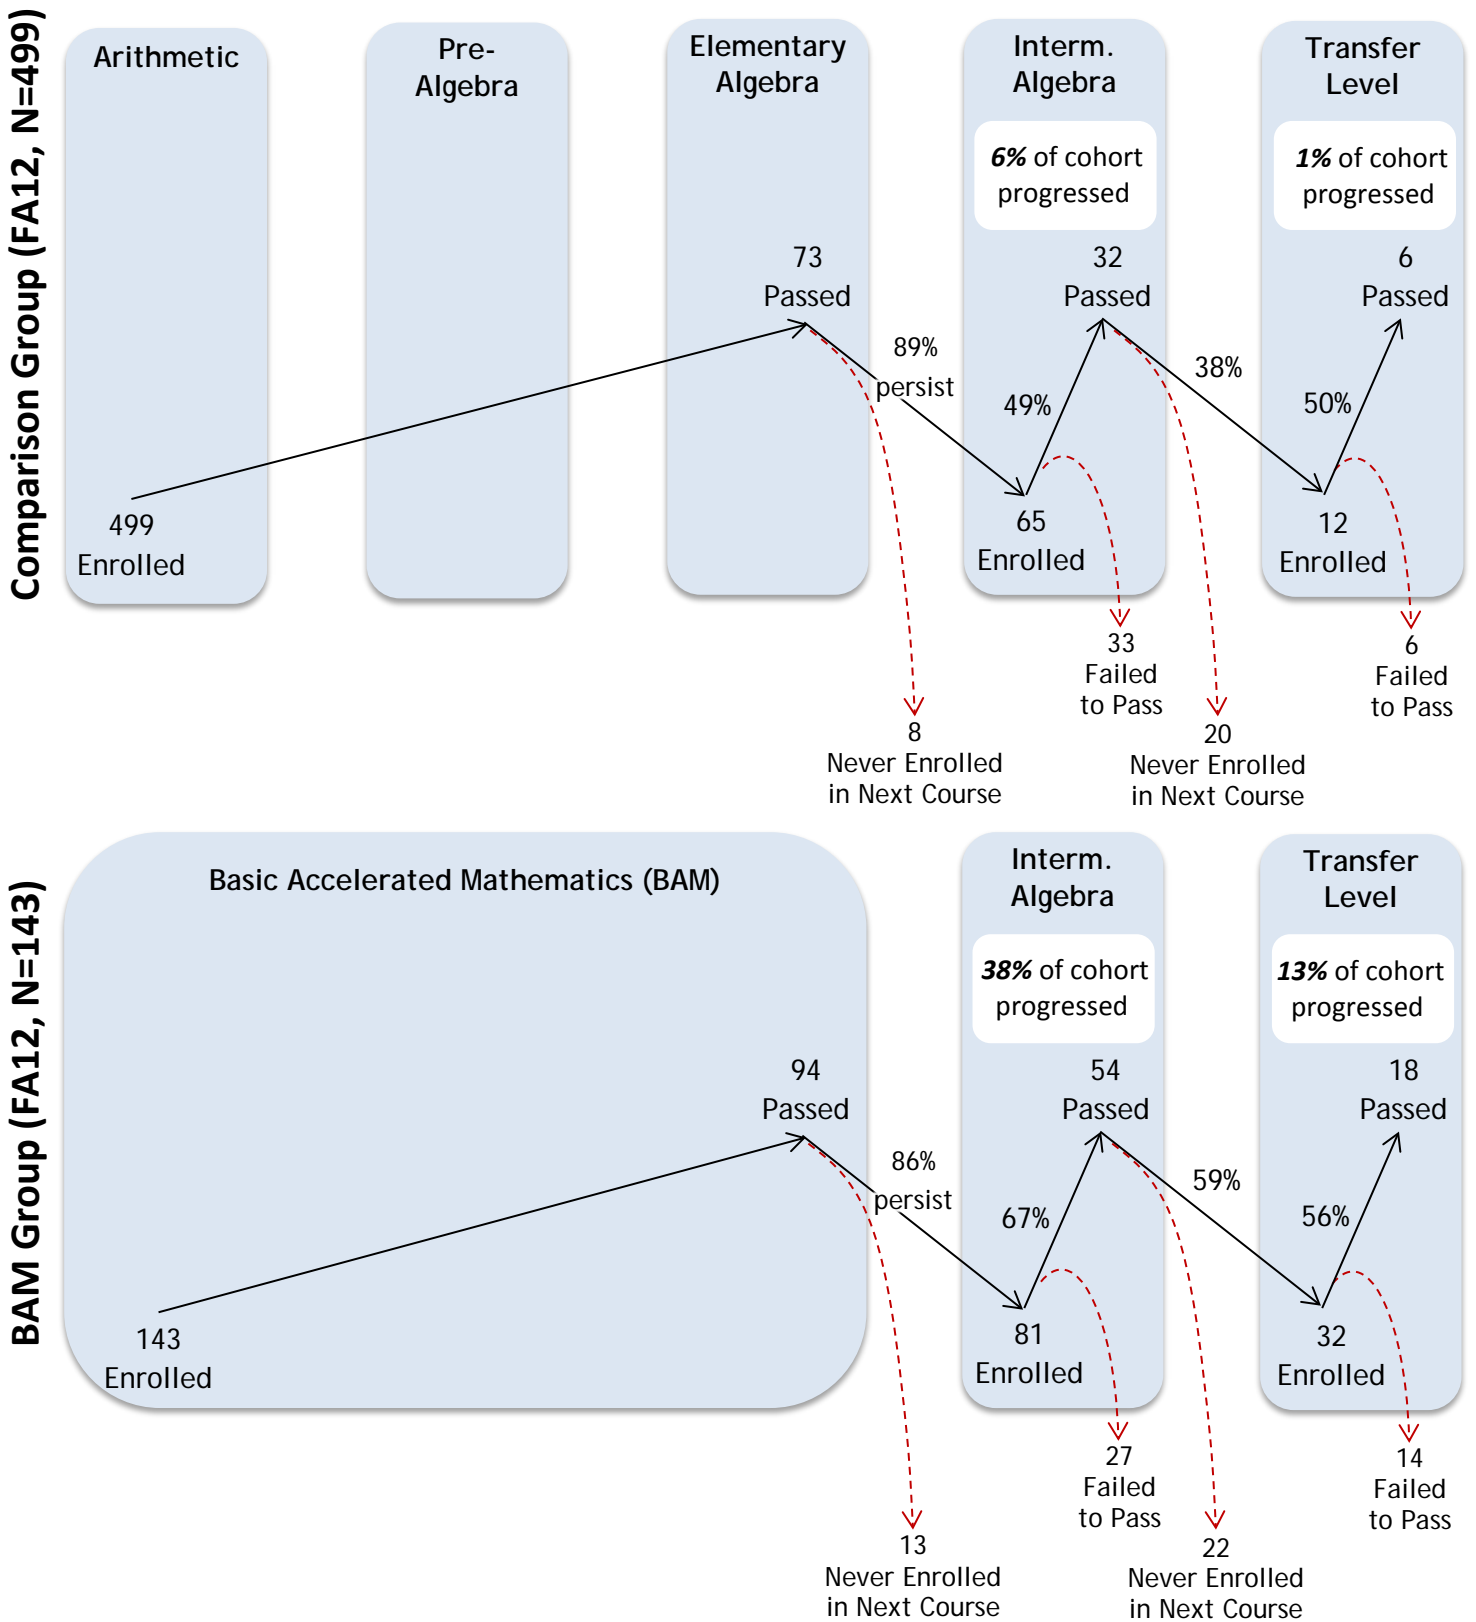 Comparison Group (FA12, N=499)
Arithmetic
Pre-
Algebra
Elementary
Algebra
Interm.
Algebra
Transfer
Level
6% of cohort
progressed
1% of cohort
progressed
73
Passed
32
Passed
6
Passed
89%
persist
49%
38%
50%
499
Enrolled
65
Enrolled
12
Enrolled
33
Failed
to Pass
6
Failed
to Pass
8
Never Enrolled
in Next Course
20
Never Enrolled
in Next Course
BAM Group (FA12, N=143)
Basic Accelerated Mathematics (BAM)
Interm.
Algebra
Transfer
Level
38% of cohort
progressed
13% of cohort
progressed
94
Passed
54
Passed
18
Passed
86%
persist
67%
59%
56%
143
Enrolled
81
Enrolled
32
Enrolled
27
Failed
to Pass
14
Failed
to Pass
13
Never Enrolled
in Next Course
22
Never Enrolled
in Next Course